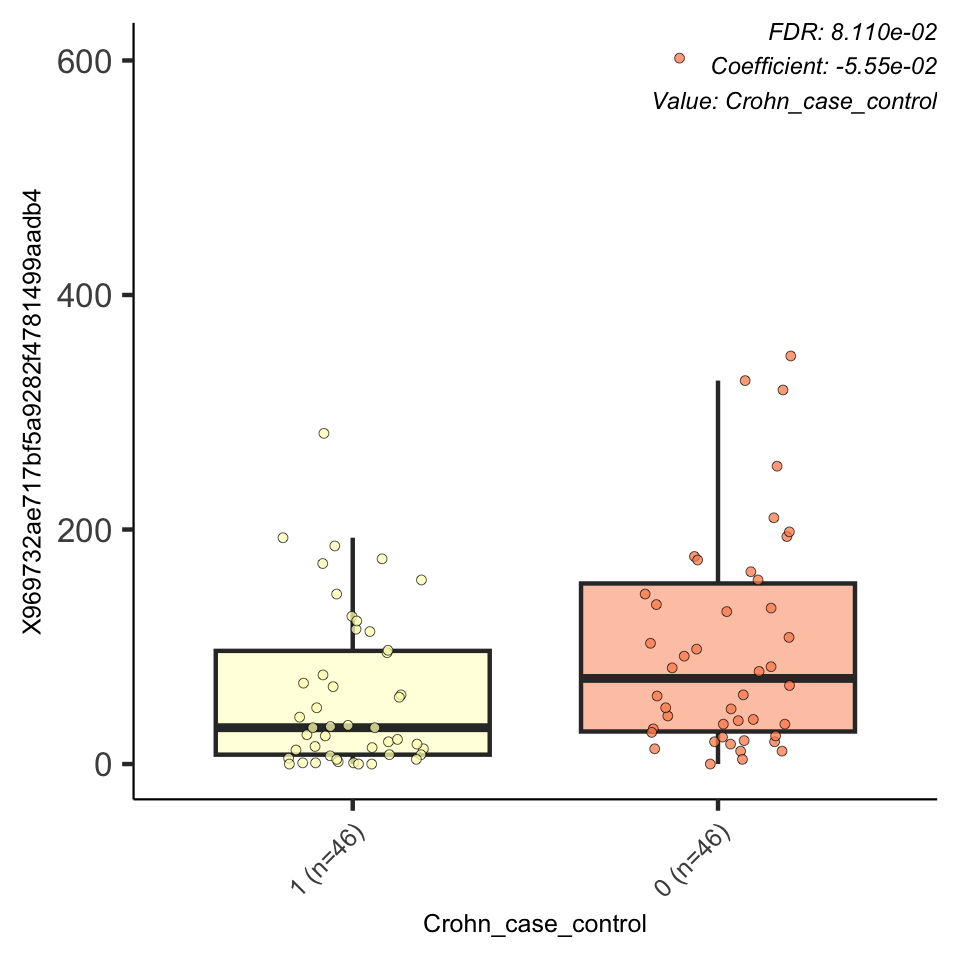 FDR: 8.110e-02
Coefficient: -5.55e-02
Value: Crohn_case_control
600
400
200
0
X969732ae717bf5a9282f4781499aadb4
1 (n=46)
0 (n=46)
Crohn_case_control